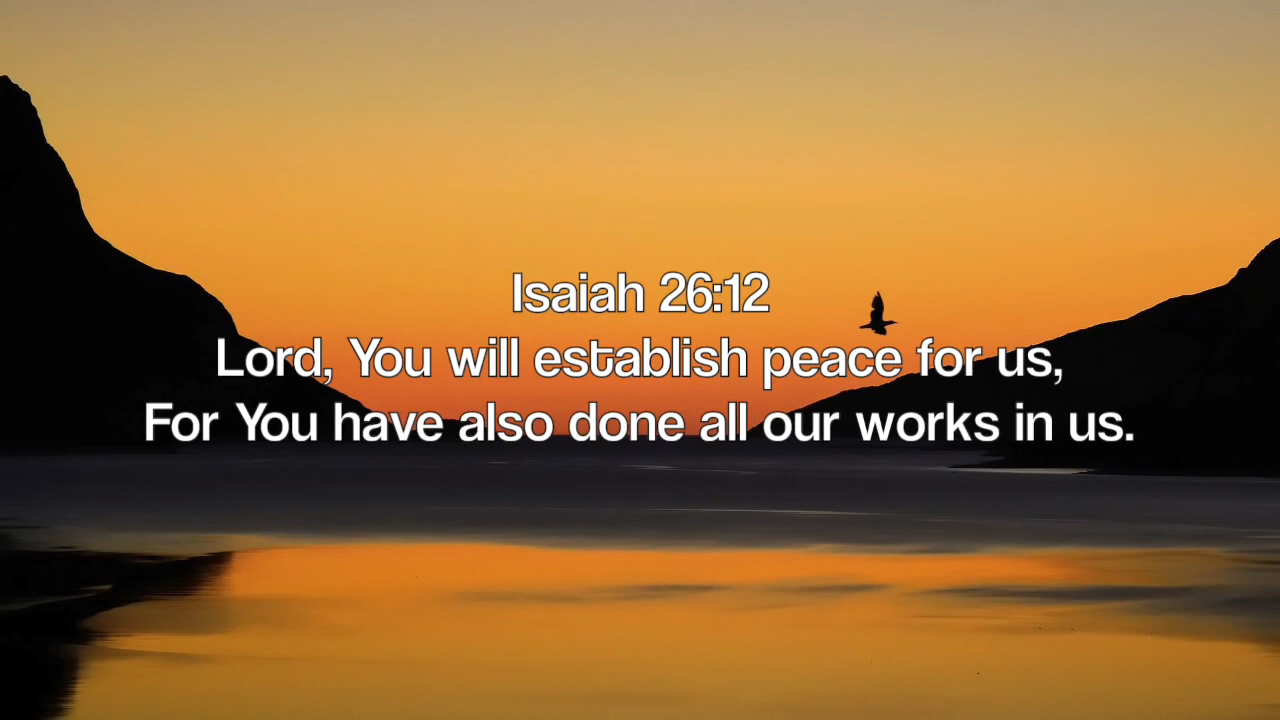 Isaiah 26:12
Lord, You will establish peace for us,
For You have also done all our works in us.